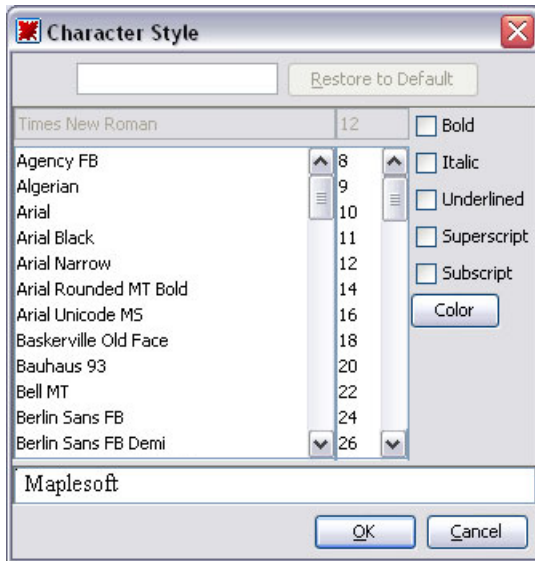 Character Style
Restore to Default
Times New Roman 12
Bold
Italic
Underlined
Superscript
Subscript
Color
Agency FB
Algerian
Arial
Arial Black
Arial Narrow
Arial Rounded MT Bold
Arial Unicode MS
Baskerville Old Face
Bauhaus 93
Bell MT
Berlin Sans FB
Berlin Sans FB Demi
8
9
10
11
12
14
16
18
20
22
24
26
Maplesoft
OK Cancel